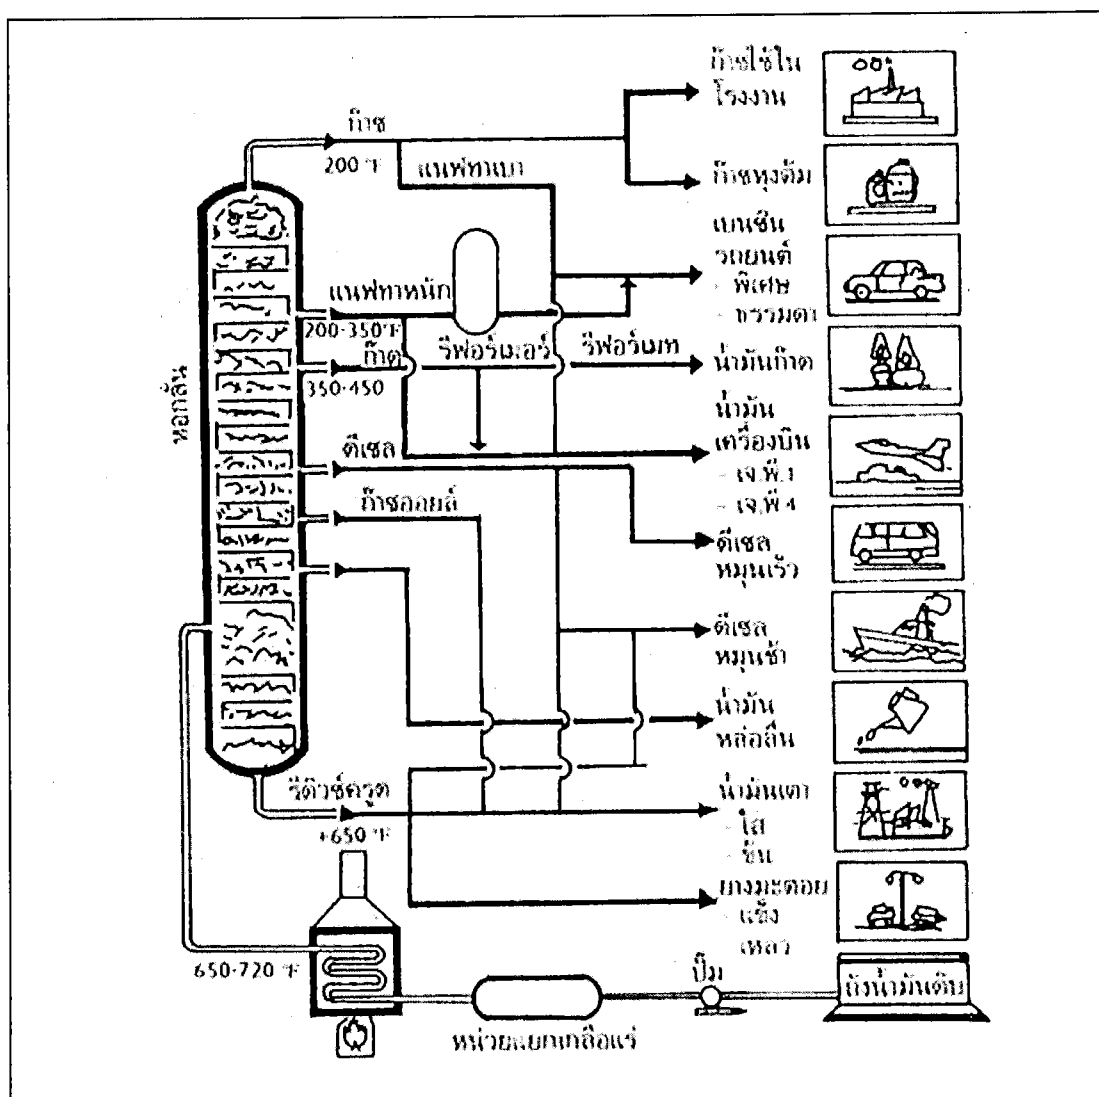 ก๊าซใช้ใน
โรงงาน
ก๊าซ
200 °F
แนฟทาเบา
ก๊าซหุงต้ม
เบนซิน
รถยนต์
- พิเศษ
- ธรรมดา
แนฟทาหนัก
200-350°F
ก๊าด
350-450
รีฟอร์เมอร์
รีฟอร์เมท
น้ำมันก๊าด
หอกลั่น
น้ำมัน
เครื่องบิน
- เจ.พี.1
- เจ.พี.4
ดีเซล
ก๊าซออยล์
ดีเซล
หมุนเร็ว
ดีเซล
หมุนช้า
น้ำมัน
หล่อลื่น
รีดิวซ์ครูด
+650 °F
น้ำมันเตา
- ใส
- ข้น
ยางมะตอย
- แข็ง
เหลว
650-720 °F
ปั๊ม
ถังน้ำมันดิบ
หน่วยแยกเกลือแร่